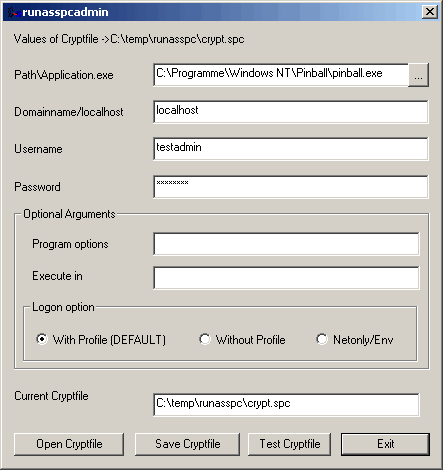 runasspcadmin
Values of Cryptfile ->C:\temp\runasspc\crypt.spc
Path\Application.exe C:\Programme\Windows NT\Pinball\pinball.exe ...
Domainname/localhost localhost
Username testadmin
Password xxxxxxxx
Optional Arguments
Program options
Execute in
Logon option
With Profile (DEFAULT) Without Profile Netonly/Env
Current Cryptfile C:\temp\runasspc\crypt.spc
Open Cryptfile Save Cryptfile Test Cryptfile Exit